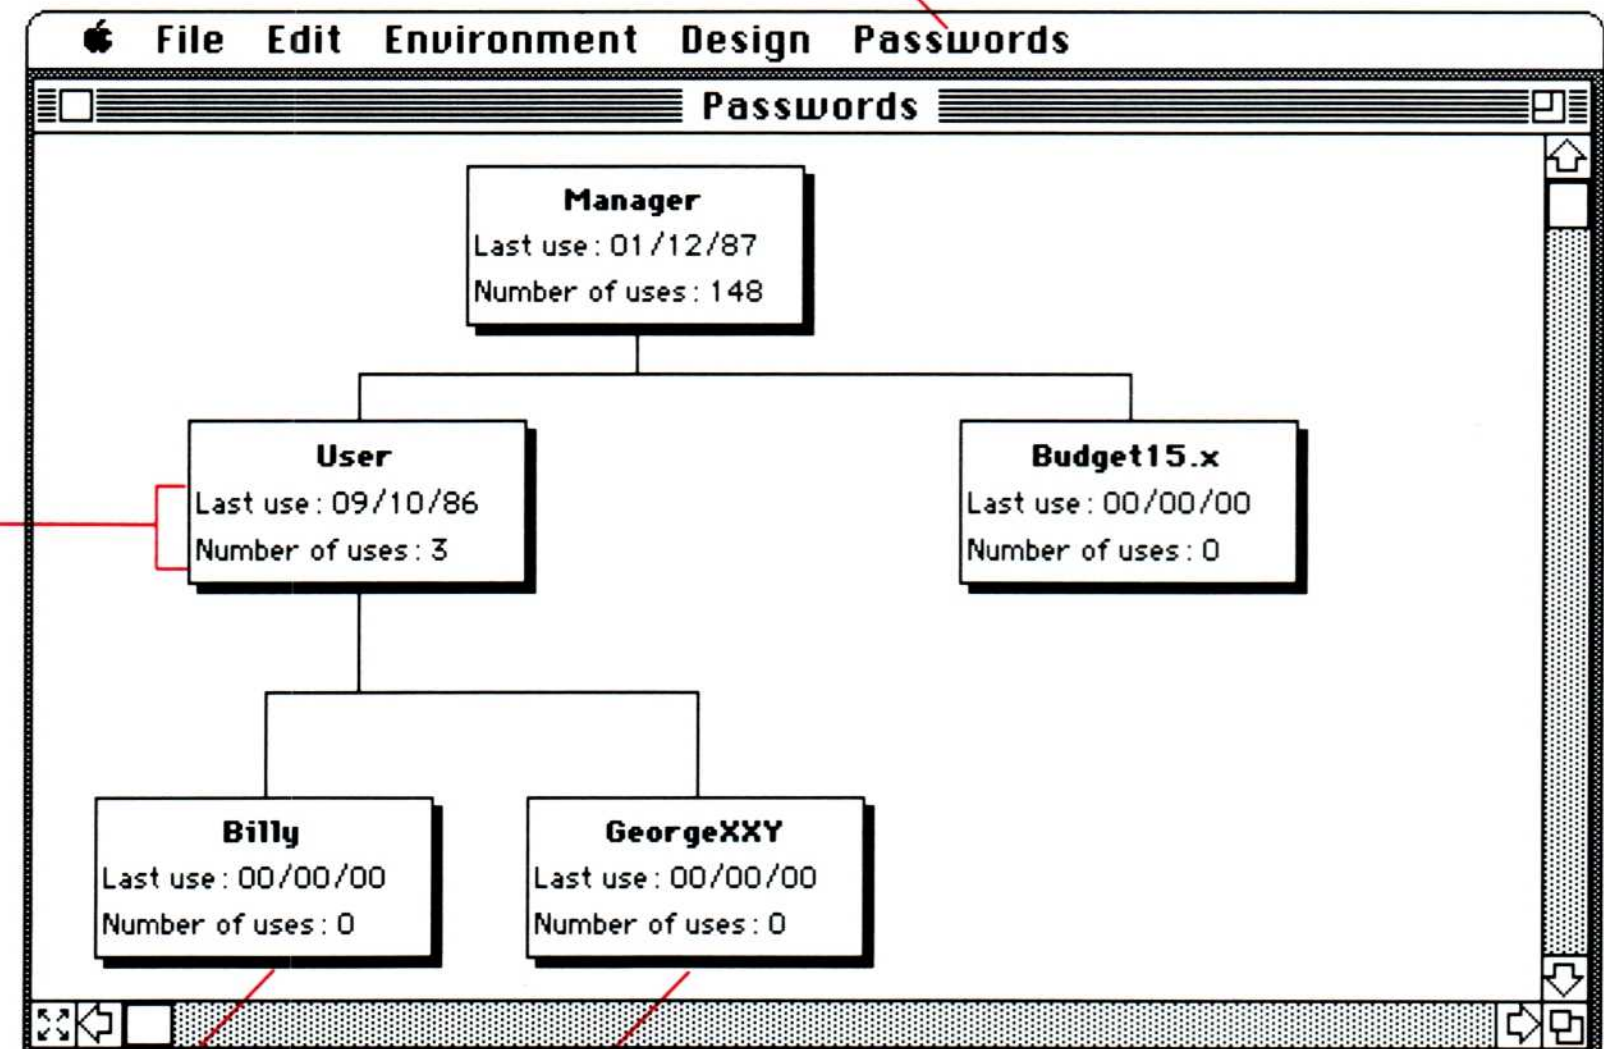 File Edit Environment Design Passwords
Passwords
Manager
Last use : 01/12/87
Number of uses : 148
User
Last use : 09/10/86
Number of uses : 3
Budget15.x
Last use : 00/00/00
Number of uses : 0
Billy
Last use : 00/00/00
Number of uses : 0
GeorgeXXY
Last use : 00/00/00
Number of uses : 0